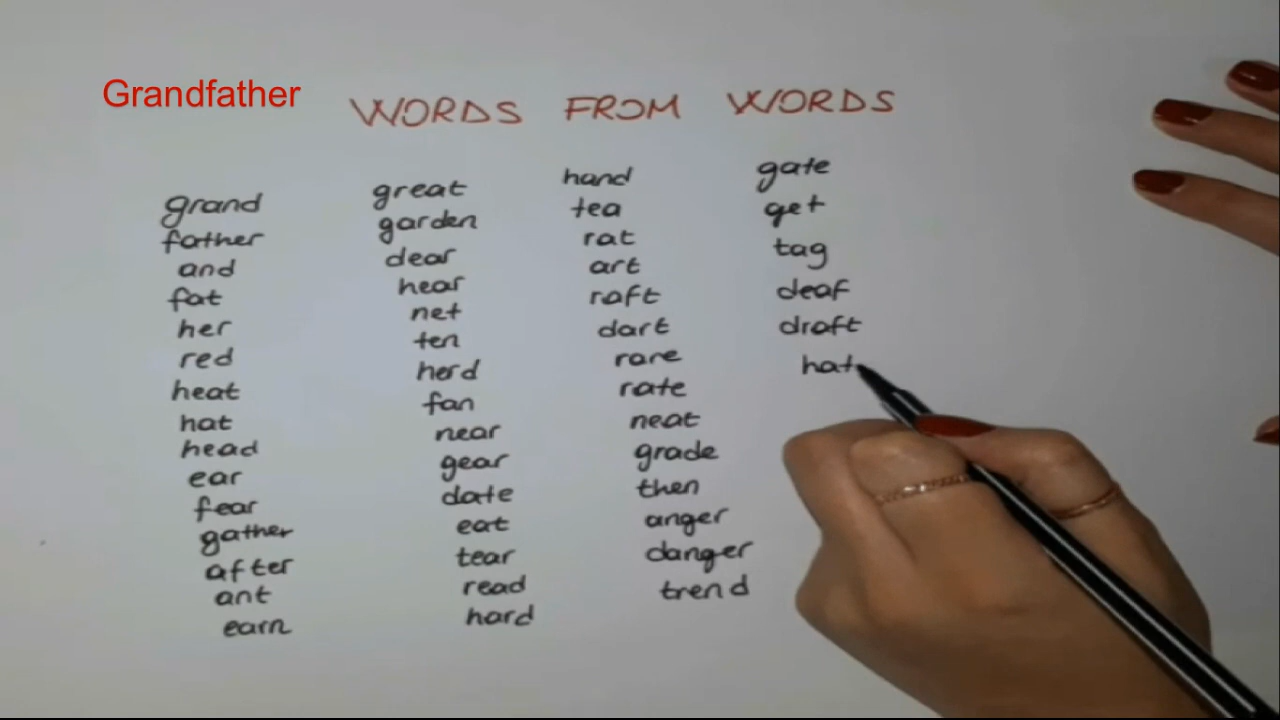 Grandfather
WORDS FROM WORDS
grand
father
and
fat
her
red
heat
hat
head
ear
fear
gather
after
ant
earn
great
garden
dear
hear
net
ten
herd
fan
near
gear
date
eat
tear
read
hard
hand
tea
rat
art
raft
dart
rare
rate
neat
grade
then
anger
danger
trend
gate
get
tag
deaf
draft
hat